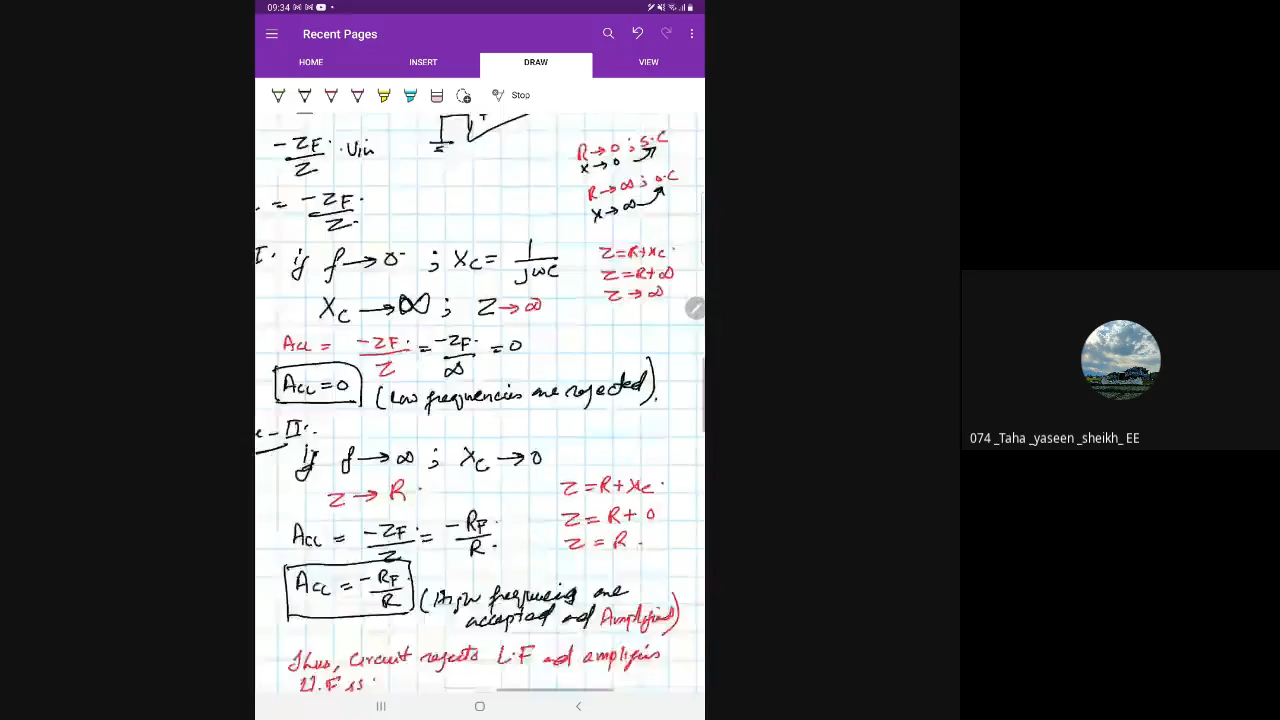 09:34
Recent Pages
HOME INSERT DRAW VIEW
Stop
-ZF/Z · Vin
R→0 ; S.C
X→0
= -ZF/Z
R→∞ ; O.C
X→∞
I. if f→0 ; Xc = 1/jωC
Z=R+Xc
Z=R+∞
Z→∞
Xc→∞ ; Z→∞
ACL = -ZF/Z = -ZF/∞ = 0
ACL=0 (Low frequencies are rejected).
e-II.
if f→∞ ; Xc→0
Z→R
Z=R+Xc
Z=R+0
Z=R
ACL = -ZF/Z = -RF/R
ACL = -RF/R (High frequencies are
accepted and Amplified)
Thus, Circuit rejects L.F and amplifies
H.F
074 _Taha _yaseen _sheikh_ EE